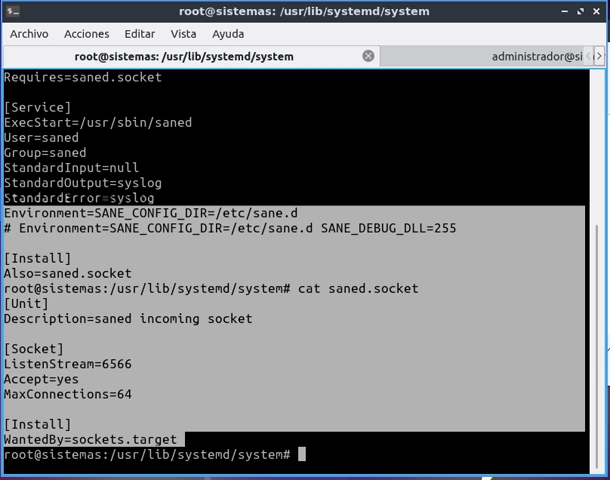 root@sistemas: /usr/lib/systemd/system
Archivo Acciones Editar Vista Ayuda
root@sistemas: /usr/lib/systemd/system
administrador@si
Requires=saned.socket
[Service]
ExecStart=/usr/sbin/saned
User=saned
Group=saned
StandardInput=null
StandardOutput=syslog
StandardError=syslog
Environment=SANE_CONFIG_DIR=/etc/sane.d
# Environment=SANE_CONFIG_DIR=/etc/sane.d SANE_DEBUG_DLL=255
[Install]
Also=saned.socket
root@sistemas:/usr/lib/systemd/system# cat saned.socket
[Unit]
Description=saned incoming socket
[Socket]
ListenStream=6566
Accept=yes
MaxConnections=64
[Install]
WantedBy=sockets.target
root@sistemas:/usr/lib/systemd/system#